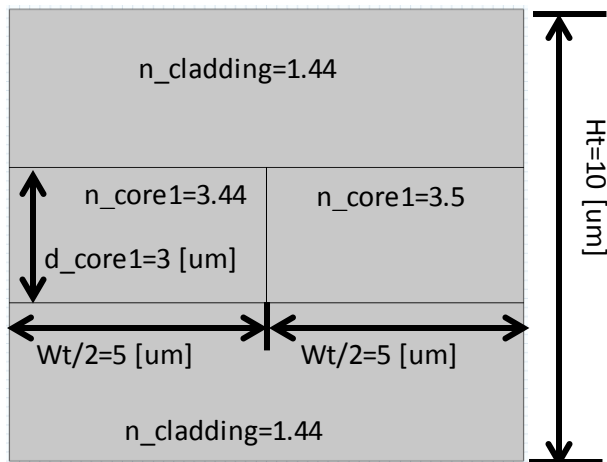 n_cladding=1.44
n_core1=3.44
n_core1=3.5
d_core1=3 [um]
Ht=10 [um]
Wt/2=5 [um]
Wt/2=5 [um]
n_cladding=1.44